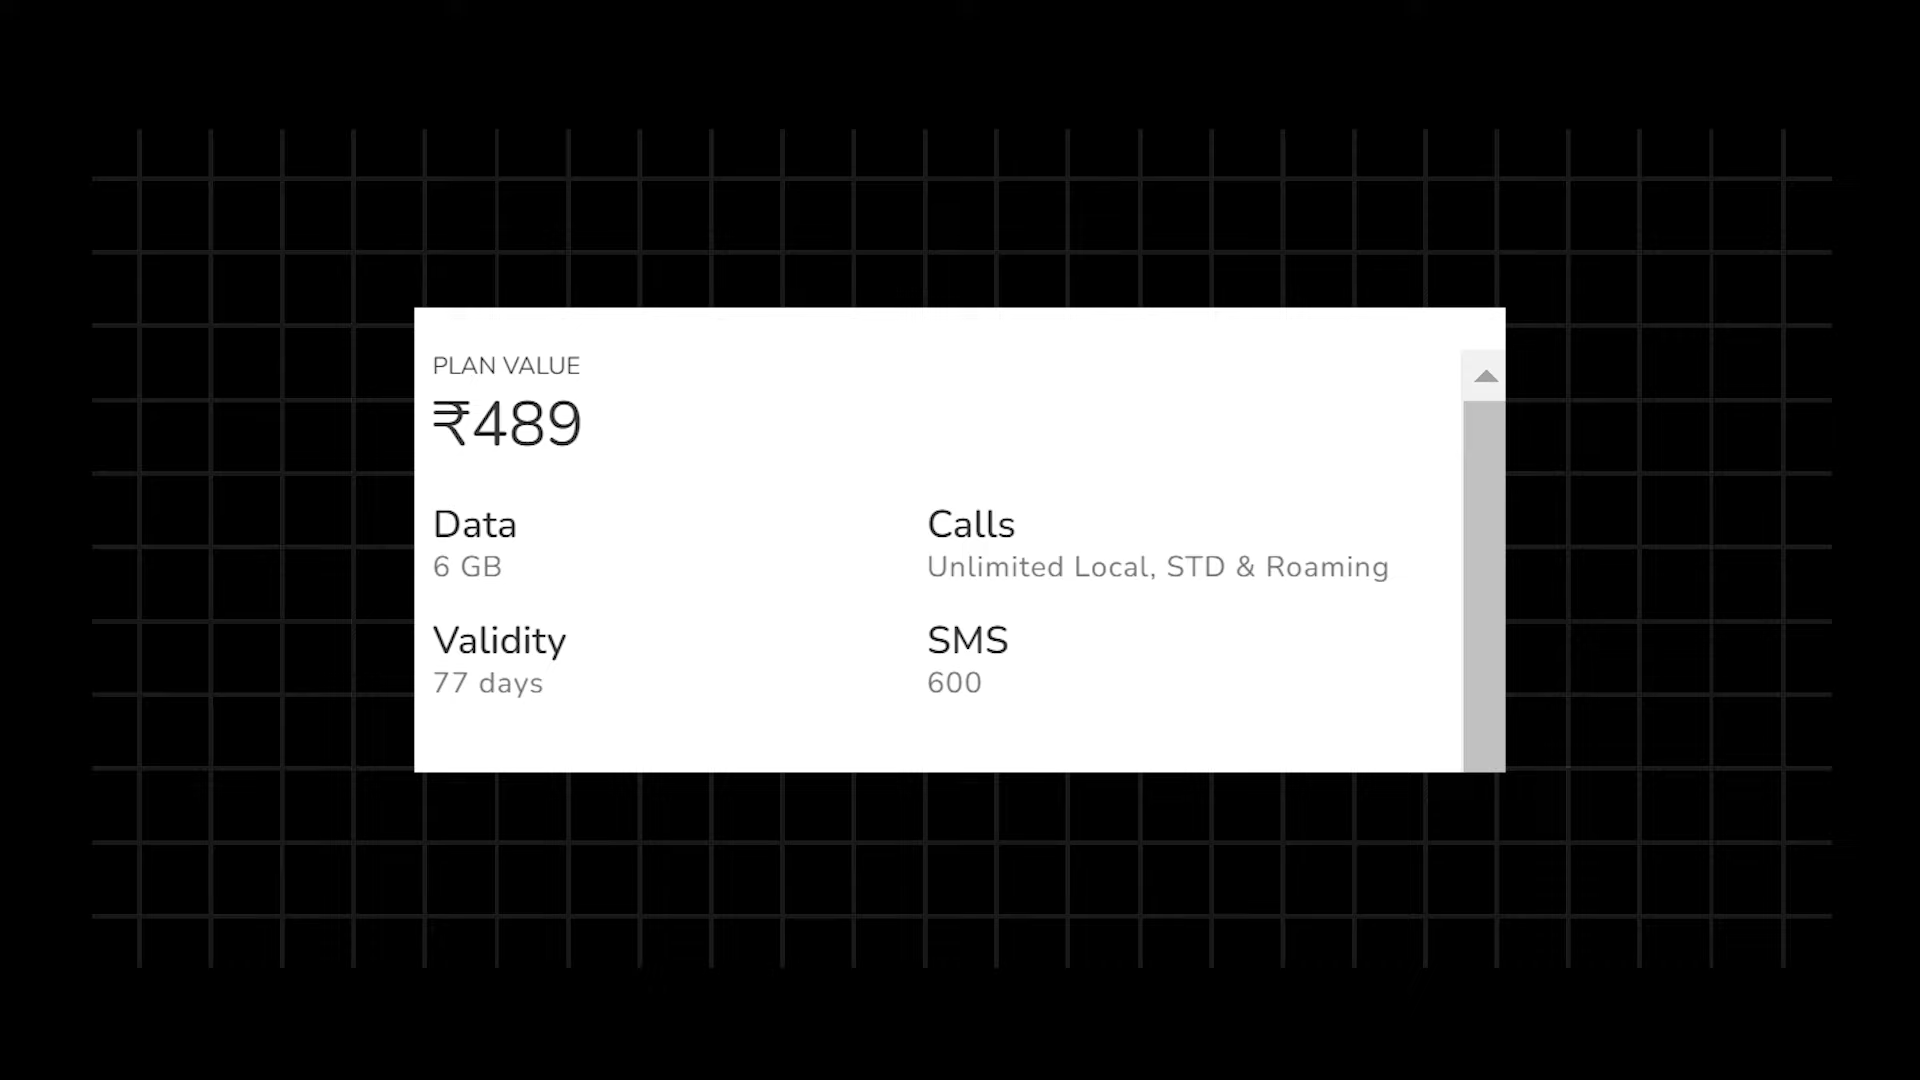 PLAN VALUE
₹489
Data
6 GB
Calls
Unlimited Local, STD & Roaming
Validity
77 days
SMS
600